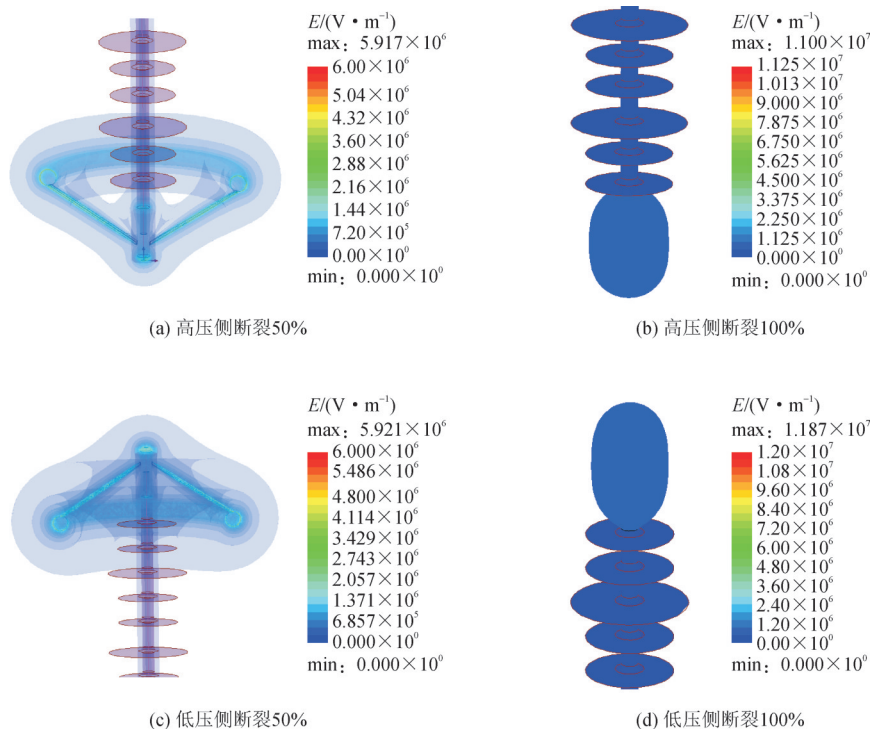 E/(V·m⁻¹)
max：5.917×10⁶
6.00×10⁶
5.04×10⁶
4.32×10⁶
3.60×10⁶
2.88×10⁶
2.16×10⁶
1.44×10⁶
7.20×10⁵
0.00×10⁰
min：0.000×10⁰
(a) 高压侧断裂50%
E/(V·m⁻¹)
max：1.100×10⁷
1.125×10⁷
1.013×10⁷
9.000×10⁶
7.875×10⁶
6.750×10⁶
5.625×10⁶
4.500×10⁶
3.375×10⁶
2.250×10⁶
1.125×10⁶
0.000×10⁰
min：0.000×10⁰
(b) 高压侧断裂100%
E/(V·m⁻¹)
max：5.921×10⁶
6.000×10⁶
5.486×10⁶
4.800×10⁶
4.114×10⁶
3.429×10⁶
2.743×10⁶
2.057×10⁶
1.371×10⁶
6.857×10⁵
0.000×10⁰
min：0.000×10⁰
(c) 低压侧断裂50%
E/(V·m⁻¹)
max：1.187×10⁷
1.20×10⁷
1.08×10⁷
9.60×10⁶
8.40×10⁶
7.20×10⁶
6.00×10⁶
4.80×10⁶
3.60×10⁶
2.40×10⁶
1.20×10⁶
0.00×10⁰
min：0.000×10⁰
(d) 低压侧断裂100%